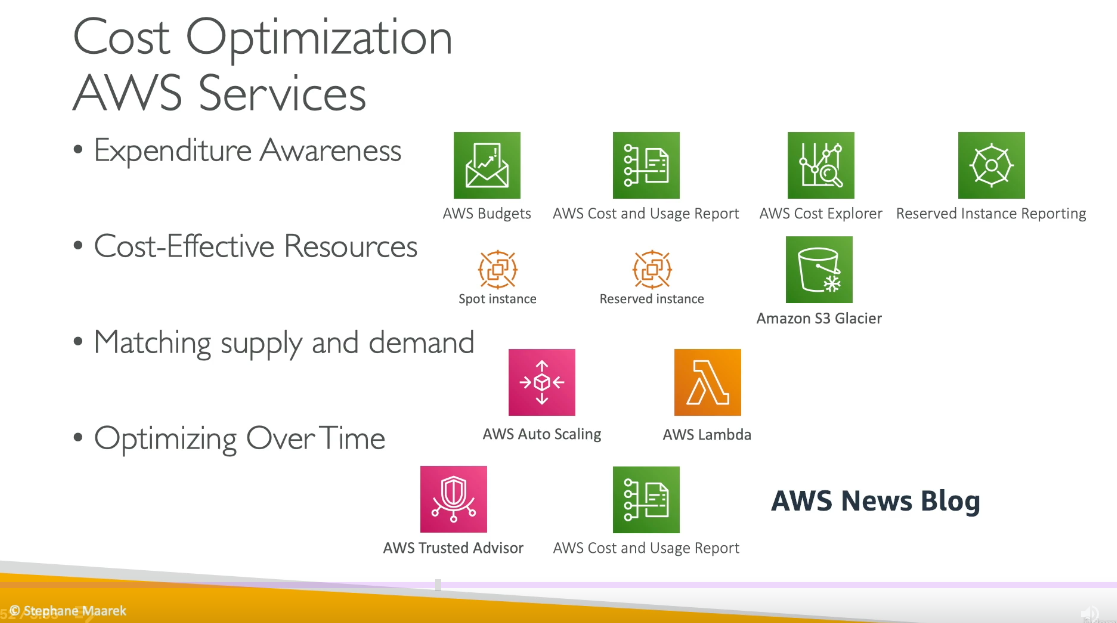 Cost Optimization
AWS Services
• Expenditure Awareness
AWS Budgets
AWS Cost and Usage Report
AWS Cost Explorer
Reserved Instance Reporting
• Cost-Effective Resources
Spot instance
Reserved instance
Amazon S3 Glacier
• Matching supply and demand
AWS Auto Scaling
AWS Lambda
• Optimizing Over Time
AWS Trusted Advisor
AWS Cost and Usage Report
AWS News Blog
© Stephane Maarek